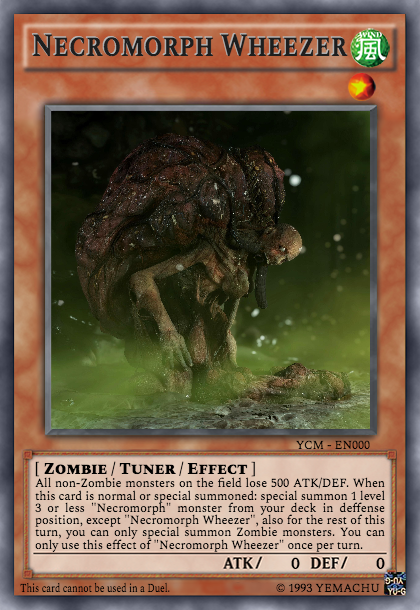 Necromorph Wheezer
WIND
風
YCM - EN000
[ Zombie / Tuner / Effect ]
All non-Zombie monsters on the field lose 500 ATK/DEF. When
this card is normal or special summoned: special summon 1 level
3 or less "Necromorph" monster from your deck in deffense
position, except "Necromorph Wheezer", also for the rest of this
turn, you can only special summon Zombie monsters. You can
only use this effect of "Necromorph Wheezer" once per turn.
ATK/ 0 DEF/ 0
This card cannot be used in a Duel.
© 1993 YEMACHU